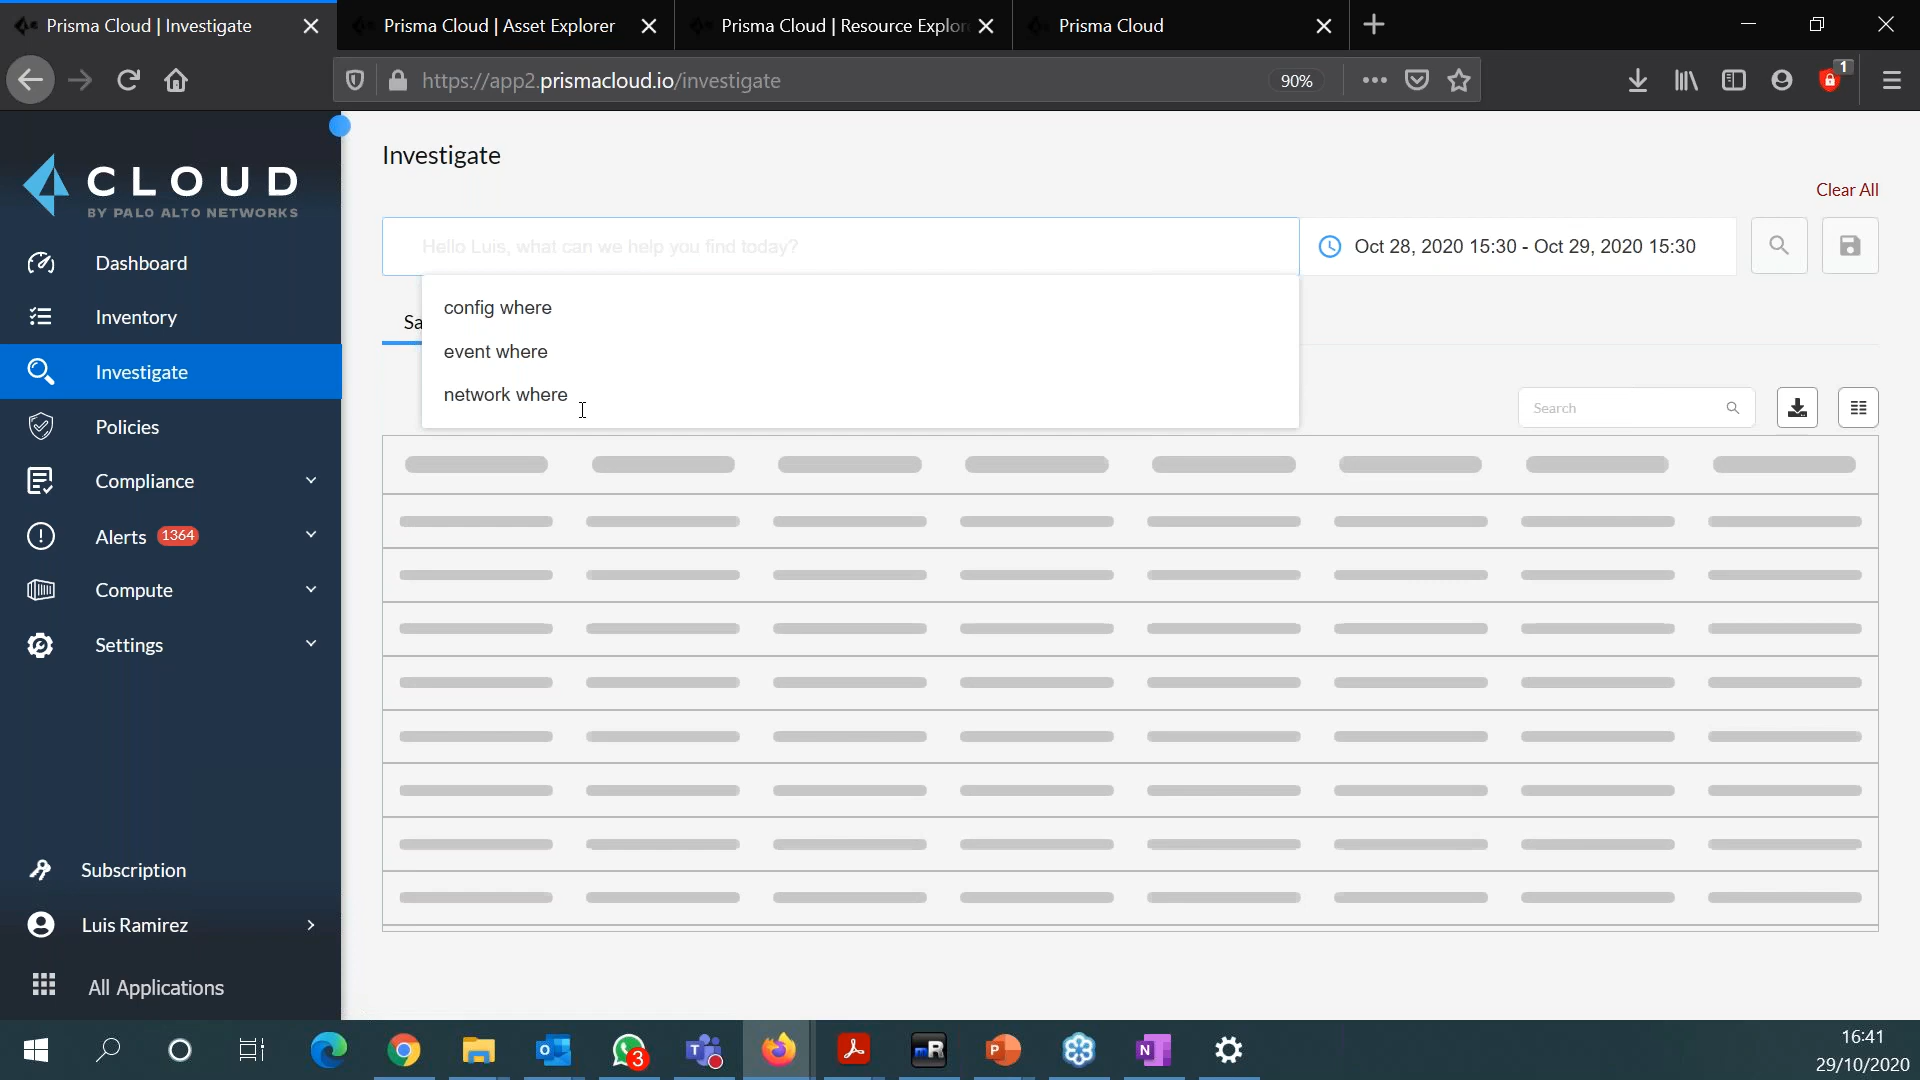 Prisma Cloud | Investigate
Prisma Cloud | Asset Explorer
Prisma Cloud | Resource Explor
Prisma Cloud
https://app2.prismacloud.io/investigate
90%
1
CLOUD
BY PALO ALTO NETWORKS
Dashboard
Inventory
Investigate
Policies
Compliance
Alerts 1364
Compute
Settings
Subscription
Luis Ramirez
All Applications
Investigate
Clear All
Hello Luis, what can we help you find today?
Oct 28, 2020 15:30 - Oct 29, 2020 15:30
config where
event where
network where
Sa
Search
3
16:41
29/10/2020